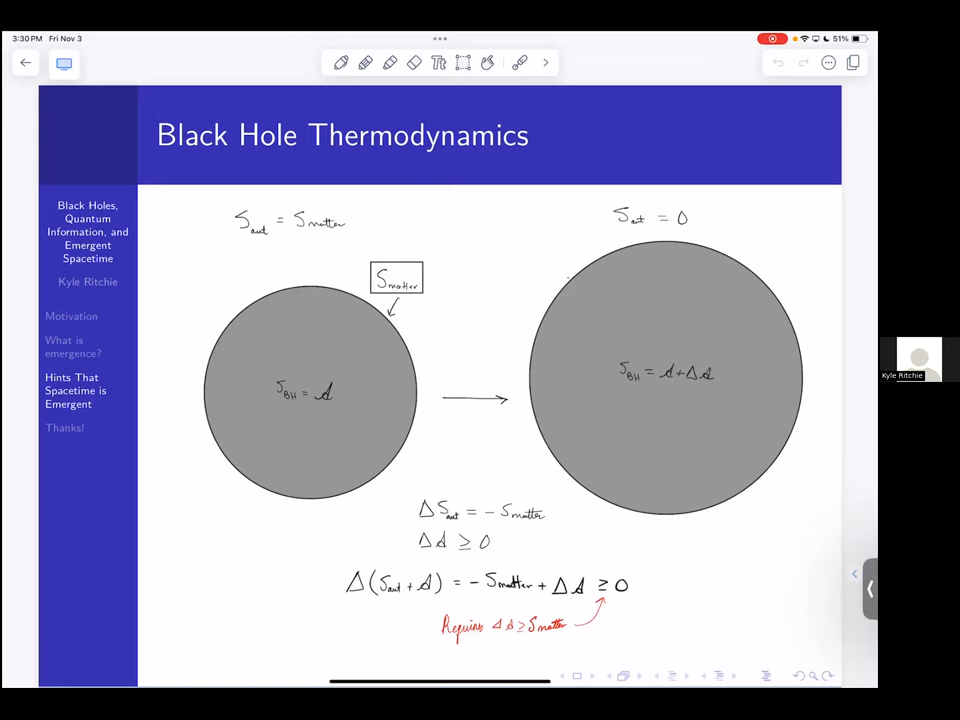 3:30 PM Fri Nov 3
51%
Black Hole Thermodynamics
Black Holes,
Quantum
Information, and
Emergent
Spacetime
Kyle Ritchie
Motivation
What is
emergence?
Hints That
Spacetime is
Emergent
Thanks!
S_out = S_matter
S_out = 0
S_matter
S_BH = A
S_BH = A + ΔA
ΔS_out = - S_matter
ΔA ≥ 0
Δ(S_out + A) = - S_matter + ΔA ≥ 0
Requires ΔA ≥ S_matter
Kyle Ritchie